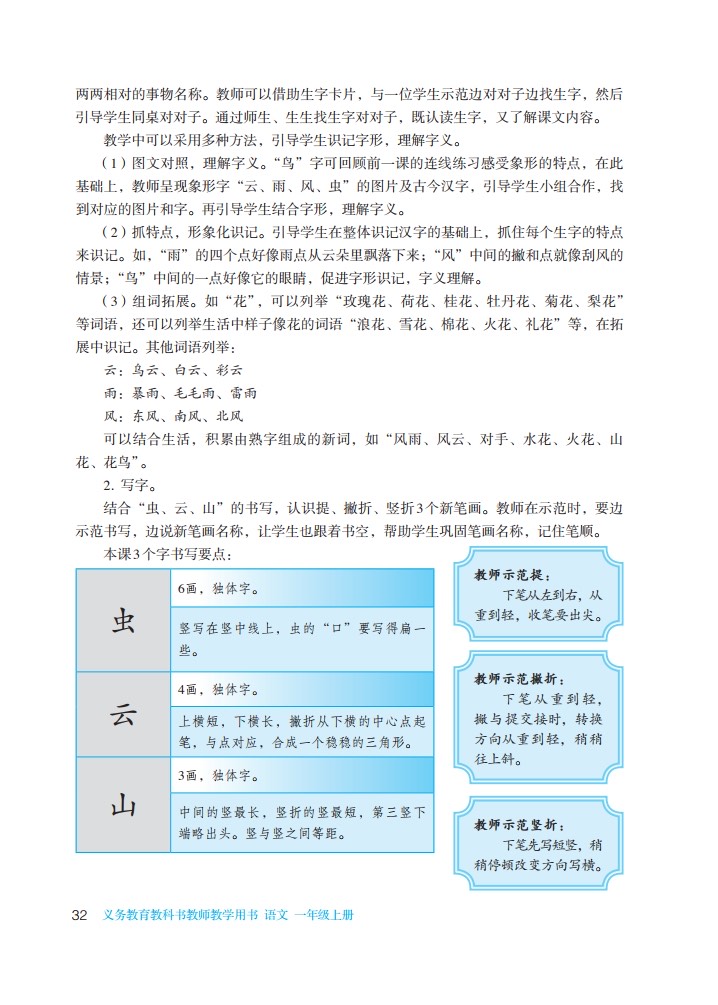 两两相对的事物名称。教师可以借助生字卡片，与一位学生示范边对对子边找生字，然后
引导学生同桌对对子。通过师生、生生找生字对对子，既认读生字，又了解课文内容。
教学中可以采用多种方法，引导学生识记字形，理解字义。
（1）图文对照，理解字义。“鸟”字可回顾前一课的连线练习感受象形的特点，在此
基础上，教师呈现象形字“云、雨、风、虫”的图片及古今汉字，引导学生小组合作，找
到对应的图片和字。再引导学生结合字形，理解字义。
（2）抓特点，形象化识记。引导学生在整体识记汉字的基础上，抓住每个生字的特点
来识记。如，“雨”的四个点好像雨点从云朵里飘落下来；“风”中间的撇和点就像刮风的
情景；“鸟”中间的一点好像它的眼睛，促进字形识记，字义理解。
（3）组词拓展。如“花”，可以列举“玫瑰花、荷花、桂花、牡丹花、菊花、梨花”
等词语，还可以列举生活中样子像花的词语“浪花、雪花、棉花、火花、礼花”等，在拓
展中识记。其他词语列举：
云：乌云、白云、彩云
雨：暴雨、毛毛雨、雷雨
风：东风、南风、北风
可以结合生活，积累由熟字组成的新词，如“风雨、风云、对手、水花、火花、山
花、花鸟”。
2. 写字。
结合“虫、云、山”的书写，认识提、撇折、竖折3个新笔画。教师在示范时，要边
示范书写，边说新笔画名称，让学生也跟着书空，帮助学生巩固笔画名称，记住笔顺。
本课3个字书写要点：
虫
6画，独体字。
竖写在竖中线上，虫的“口”要写得扁一
些。
云
4画，独体字。
上横短，下横长，撇折从下横的中心点起
笔，与点对应，合成一个稳稳的三角形。
山
3画，独体字。
中间的竖最长，竖折的竖最短，第三竖下
端略出头。竖与竖之间等距。
教师示范提：
下笔从左到右，从
重到轻，收笔要出尖。
教师示范撇折：
下笔从重到轻，
撇与提交接时，转换
方向从重到轻，稍稍
往上斜。
教师示范竖折：
下笔先写短竖，稍
稍停顿改变方向写横。
32 义务教育教科书教师教学用书 语文 一年级上册